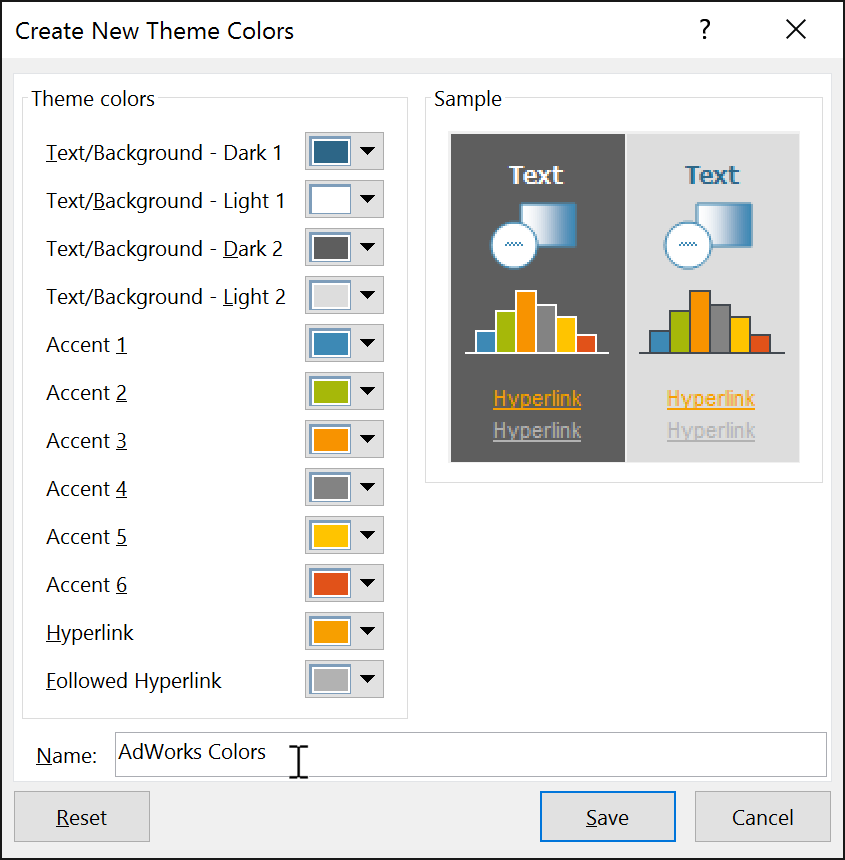 Create New Theme Colors
?
Theme colors
Text/Background - Dark 1
Text/Background - Light 1
Text/Background - Dark 2
Text/Background - Light 2
Accent 1
Accent 2
Accent 3
Accent 4
Accent 5
Accent 6
Hyperlink
Followed Hyperlink
Sample
Text
Hyperlink
Hyperlink
Text
Hyperlink
Hyperlink
Name: AdWorks Colors
Reset
Save
Cancel